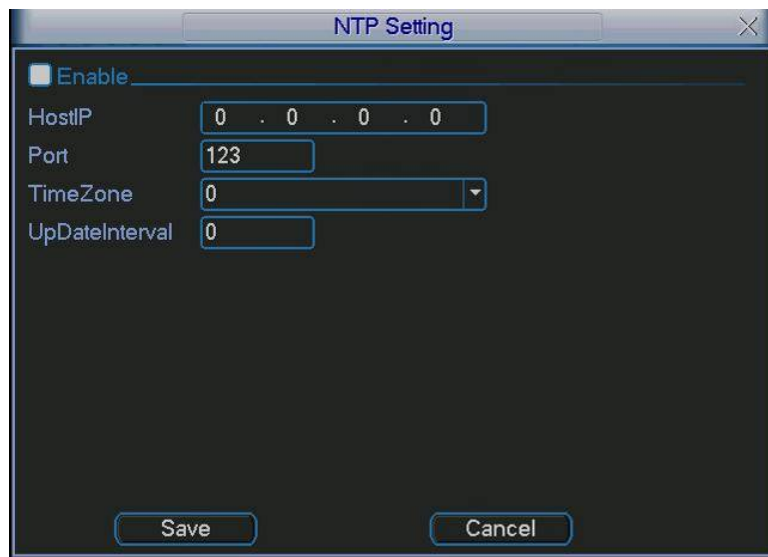 NTP Setting
Enable
HostIP 0 . 0 . 0 . 0
Port 123
TimeZone 0
UpDateInterval 0
Save Cancel